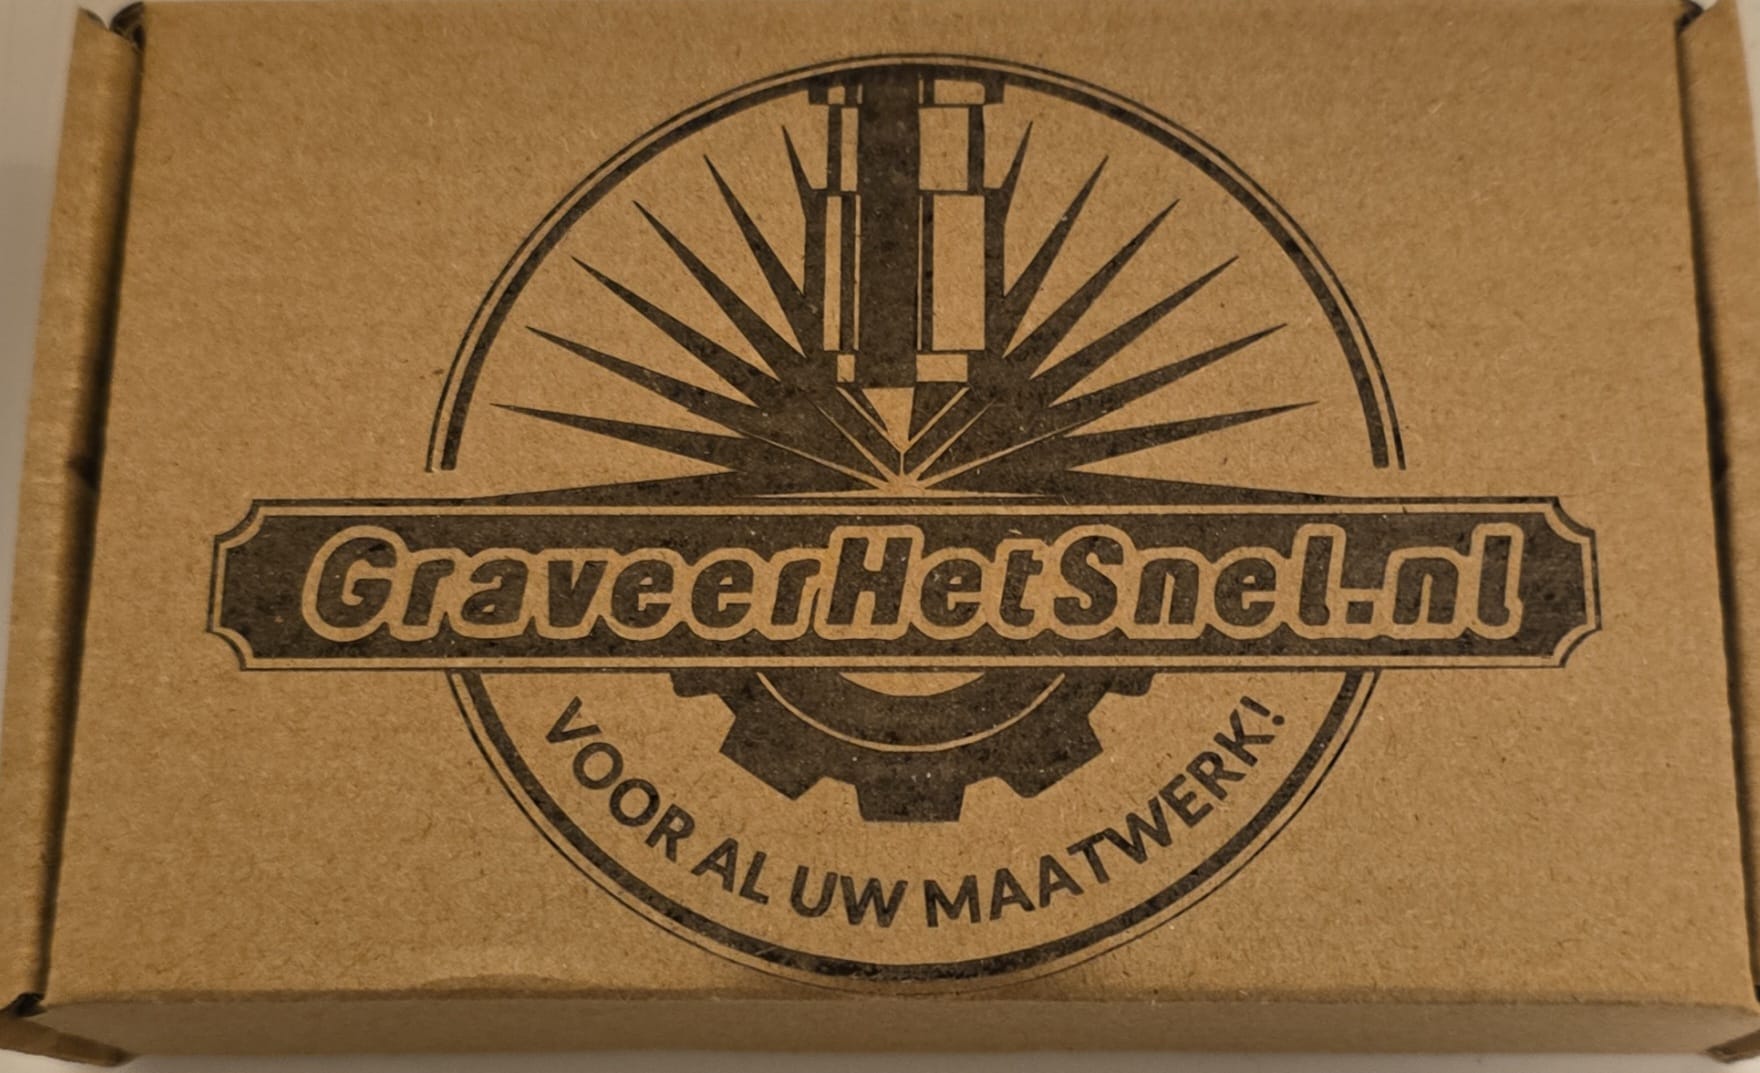 GraveerHetSnel.nl
VOOR AL UW MAATWERK!